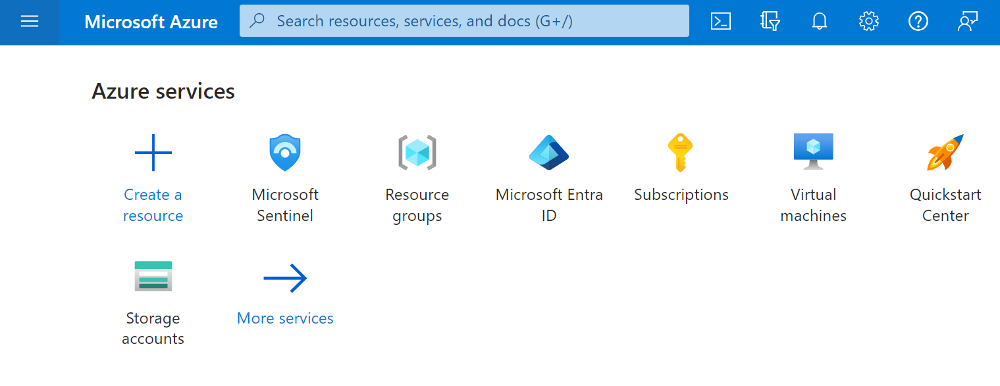 Microsoft Azure
Search resources, services, and docs (G+/)
Azure services
Create a
resource
Microsoft
Sentinel
Resource
groups
Microsoft Entra
ID
Subscriptions
Virtual
machines
Quickstart
Center
Storage
accounts
More services